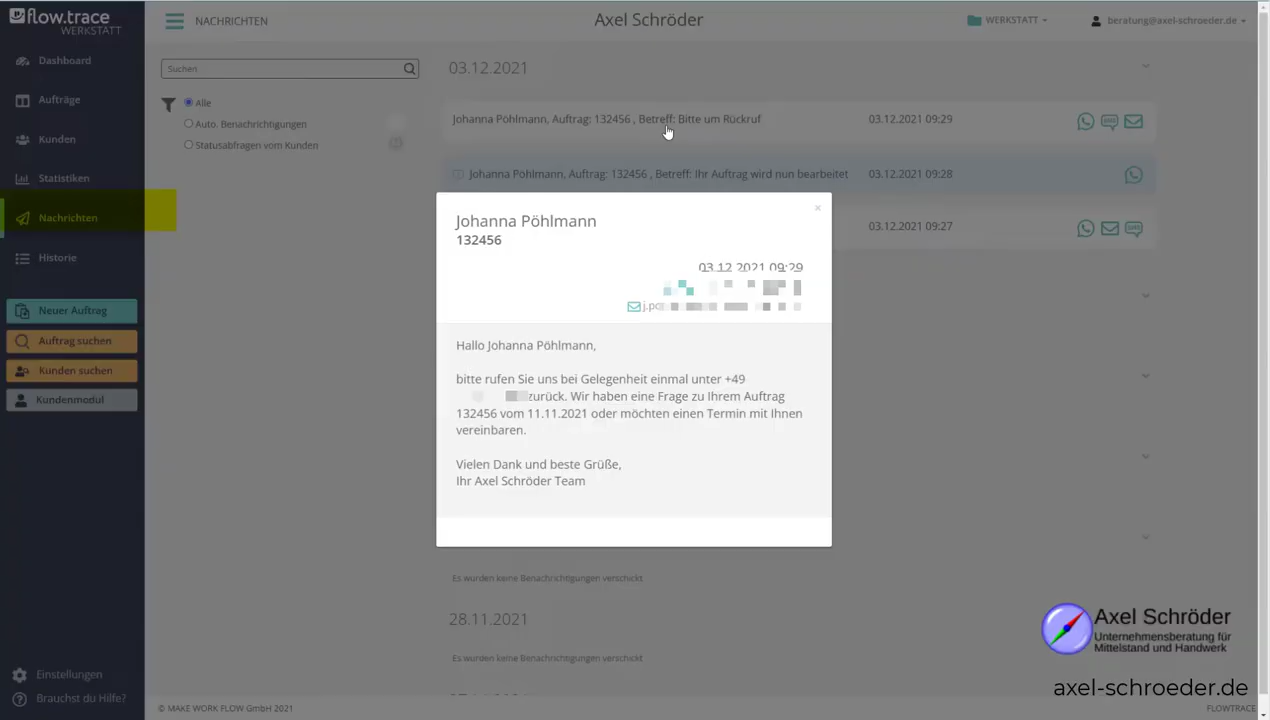 flow.trace
WERKSTATT
NACHRICHTEN
Axel Schröder
WERKSTATT
beratung@axel-schroeder.de
Dashboard
Aufträge
Kunden
Statistiken
Nachrichten
Historie
Neuer Auftrag
Auftrag suchen
Kunden suchen
Kundenmodul
Einstellungen
Brauchst du Hilfe?
Suchen
Alle
Auto. Benachrichtigungen
Statusabfragen vom Kunden
03.12.2021
Johanna Pöhlmann, Auftrag: 132456 , Betreff: Bitte um Rückruf 03.12.2021 09:29
Johanna Pöhlmann, Auftrag: 132456 , Betreff: Ihr Auftrag wird nun bearbeitet 03.12.2021 09:28
03.12.2021 09:27
Johanna Pöhlmann
132456
03.12.2021 09:29
Hallo Johanna Pöhlmann,
bitte rufen Sie uns bei Gelegenheit einmal unter +49
zurück. Wir haben eine Frage zu Ihrem Auftrag
132456 vom 11.11.2021 oder möchten einen Termin mit Ihnen
vereinbaren.
Vielen Dank und beste Grüße,
Ihr Axel Schröder Team
Es wurden keine Benachrichtigungen verschickt
28.11.2021
Es wurden keine Benachrichtigungen verschickt
Axel Schröder
Unternehmensberatung für
Mittelstand und Handwerk
axel-schroeder.de
© MAKE WORK FLOW GmbH 2021
FLOWTRACE